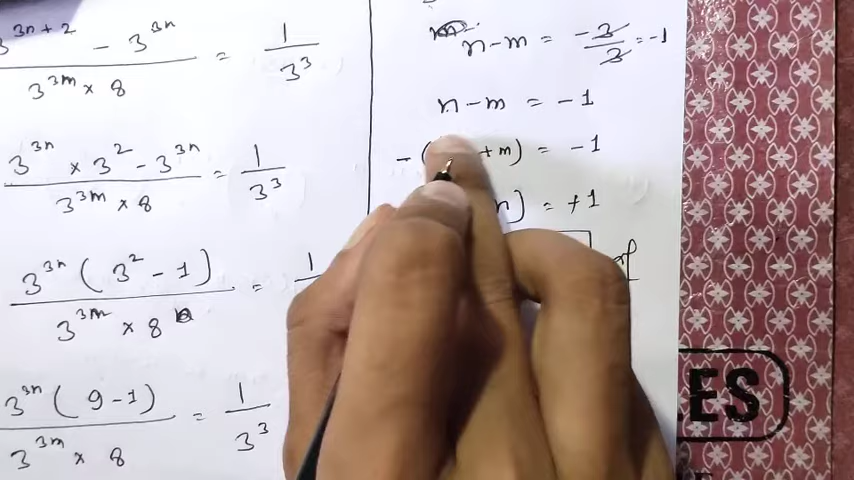 3^{3n+2} - 3^{3n} = 1
3^{3m} × 8 3^3
3^{3n} × 3^2 - 3^{3n} = 1
3^{3m} × 8 3^3
3^{3n} ( 3^2 - 1 ) = 1
3^{3m} × 8
3^{3n} ( 9 - 1 ) = 1
3^{3m} × 8 3^3
n - m = -3/3 = -1
n - m = -1
- ( + m ) = -1
= +1
LES